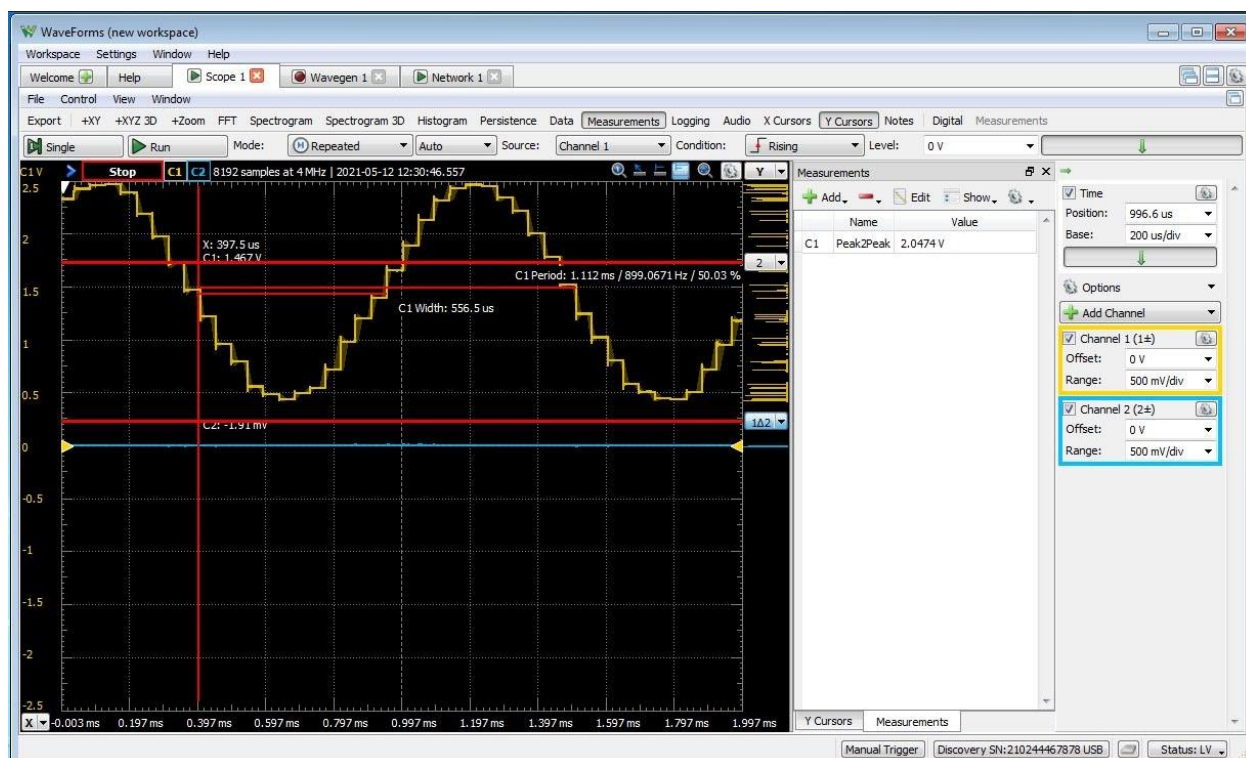 WaveForms (new workspace)
Workspace Settings Window Help
Welcome Help Scope 1 Wavegen 1 Network 1
File Control View Window
Export +XY +XYZ 3D +Zoom FFT Spectrogram Spectrogram 3D Histogram Persistence Data Measurements Logging Audio X Cursors Y Cursors Notes Digital Measurements
Single Run Mode: Repeated Auto Source: Channel 1 Condition: Rising Level: 0 V
C1 V Stop C1 C2 8192 samples at 4 MHz | 2021-05-12 12:30:46.557 Y
2.5
2
1.5
1
0.5
0
-0.5
-1
-1.5
-2
-2.5
X: 397.5 us
C1: 1.467 V
2
C1 Period: 1.112 ms / 899.0671 Hz / 50.03 %
C1 Width: 556.5 us
C2: -1.91 mV
1Δ2
X -0.003 ms 0.197 ms 0.397 ms 0.597 ms 0.797 ms 0.997 ms 1.197 ms 1.397 ms 1.597 ms 1.797 ms 1.997 ms
Measurements
Add Edit Show
Name Value
C1 Peak2Peak 2.0474 V
Y Cursors Measurements
Time
Position: 996.6 us
Base: 200 us/div
Options
Add Channel
Channel 1 (1±)
Offset: 0 V
Range: 500 mV/div
Channel 2 (2±)
Offset: 0 V
Range: 500 mV/div
Manual Trigger Discovery SN:210244467878 USB Status: LV